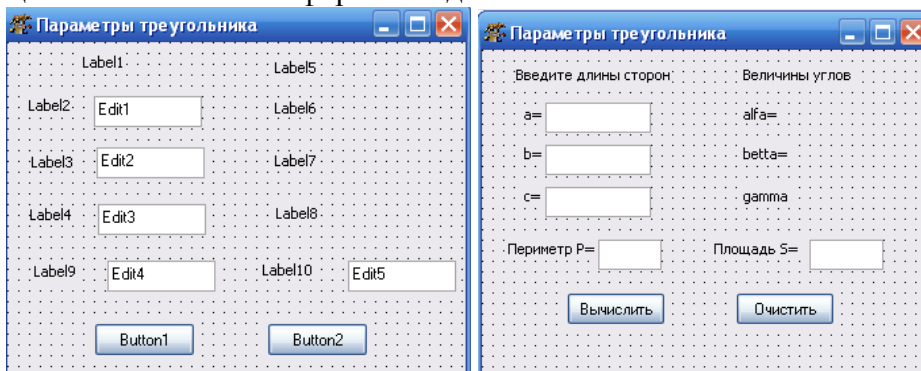 Параметры треугольника
Label1 Label5
Label2 Edit1 Label6
Label3 Edit2 Label7
Label4 Edit3 Label8
Label9 Edit4 Label10 Edit5
Button1 Button2
Параметры треугольника
Введите длины сторон Величины углов
a= alfa=
b= betta=
c= gamma
Периметр P= Площадь S=
Вычислить Очистить